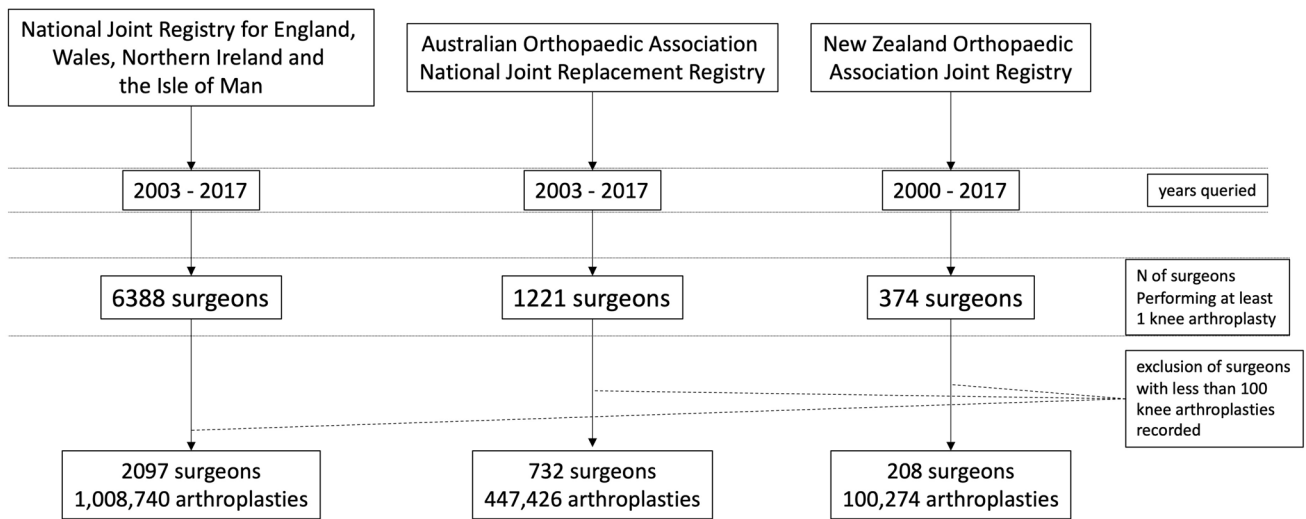 National Joint Registry for England,
Wales, Northern Ireland and
the Isle of Man
Australian Orthopaedic Association
National Joint Replacement Registry
New Zealand Orthopaedic
Association Joint Registry
2003 - 2017
2003 - 2017
2000 - 2017
years queried
6388 surgeons
1221 surgeons
374 surgeons
N of surgeons
Performing at least
1 knee arthroplasty
exclusion of surgeons
with less than 100
knee arthroplasties
recorded
2097 surgeons
1,008,740 arthroplasties
732 surgeons
447,426 arthroplasties
208 surgeons
100,274 arthroplasties